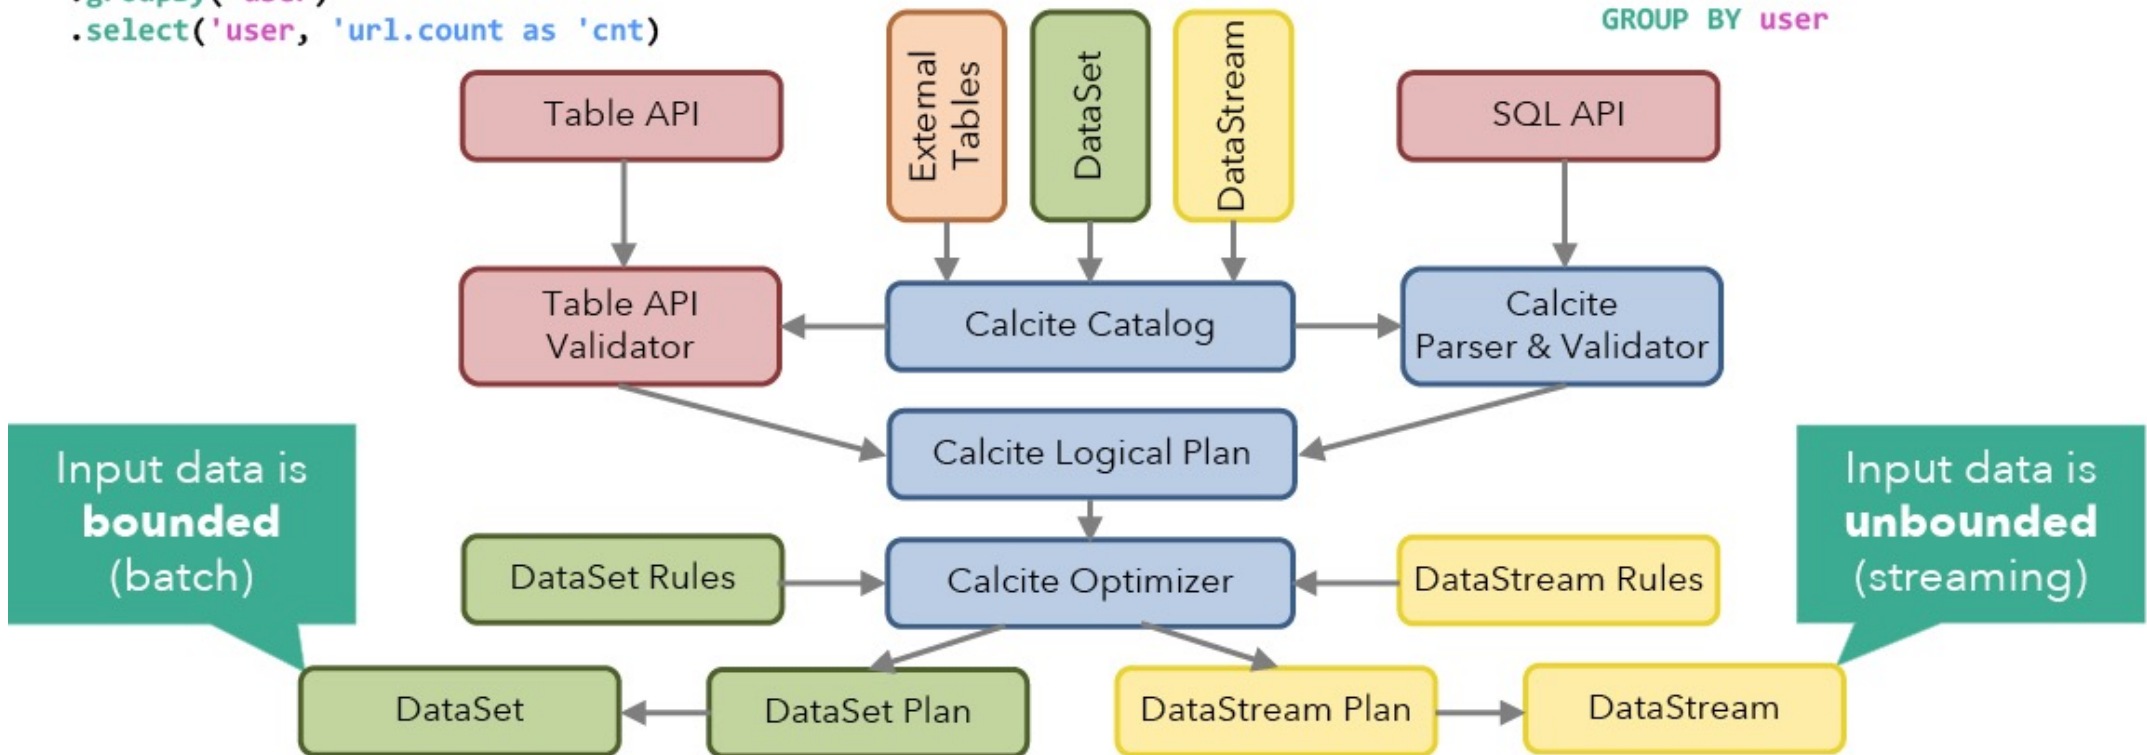 .groupBy('user)
.select('user, 'url.count as 'cnt)
GROUP BY user
Table API
External
Tables
DataSet
DataStream
SQL API
Table API
Validator
Calcite Catalog
Calcite
Parser & Validator
Calcite Logical Plan
Input data is
bounded
(batch)
Input data is
unbounded
(streaming)
DataSet Rules
Calcite Optimizer
DataStream Rules
DataSet
DataSet Plan
DataStream Plan
DataStream